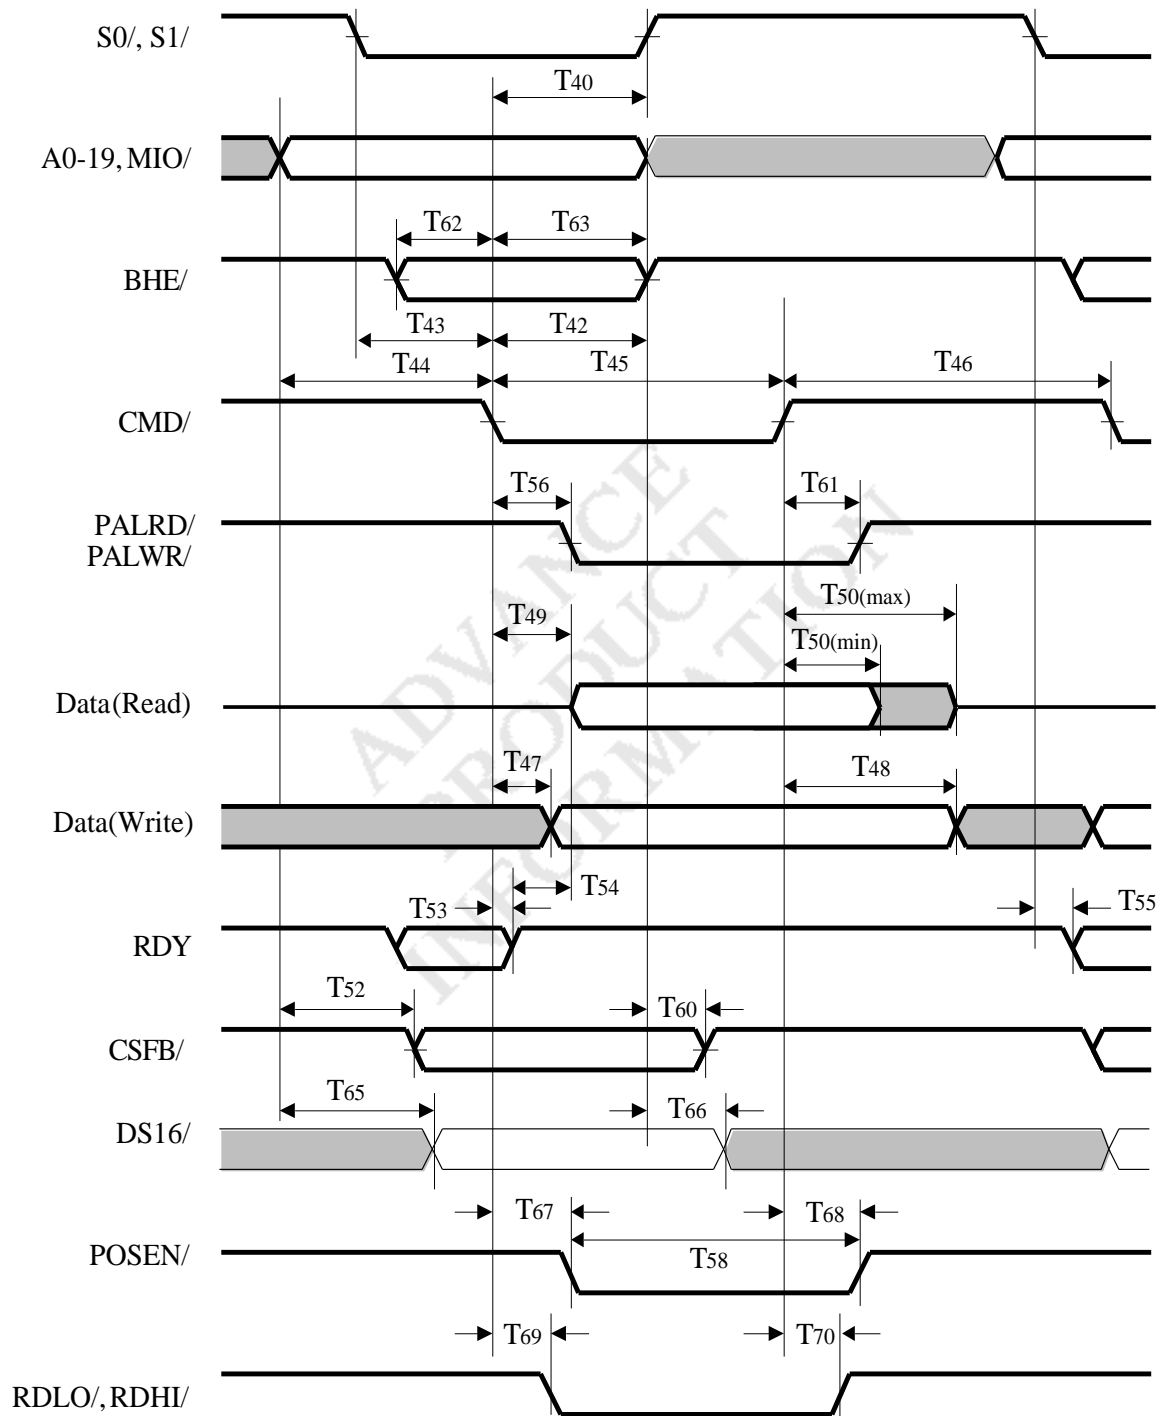 S0/, S1/
T40
A0-19, MIO/
T62
T63
BHE/
T43
T42
T44
T45
T46
CMD/
T56
T61
PALRD/
PALWR/
T50(max)
T49
T50(min)
Data(Read)
T47
T48
Data(Write)
T54
T53
T55
RDY
T52
T60
CSFB/
T65
T66
DS16/
T67
T68
POSEN/
T58
T69
T70
RDLO/, RDHI/
ADVANCE
PRODUCT
INFORMATION